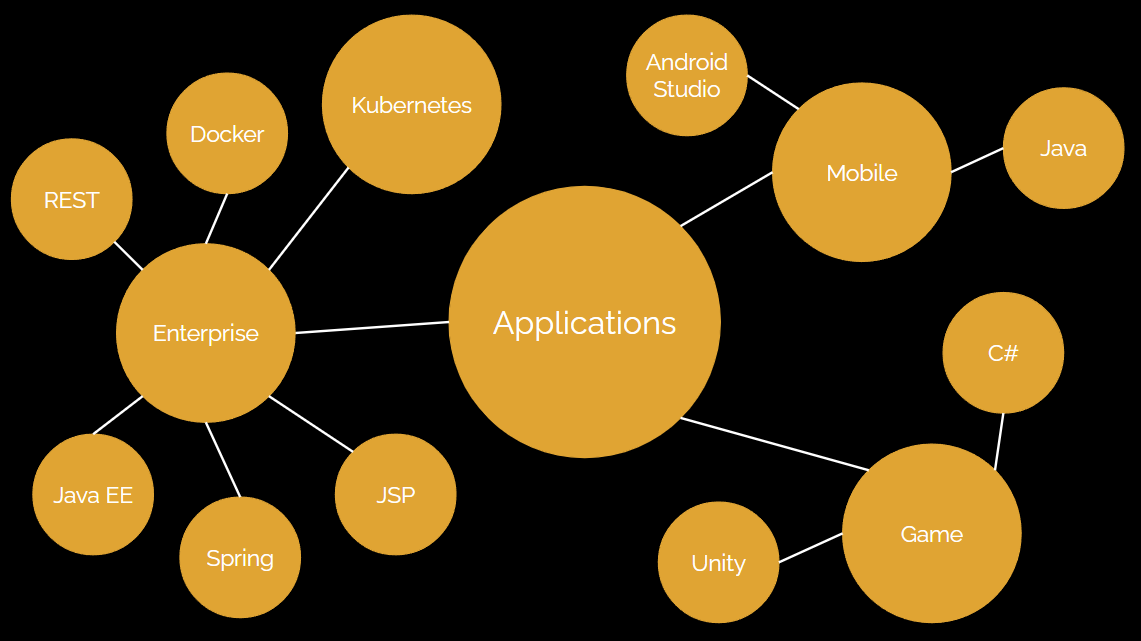 Android
Studio
Kubernetes
Docker
Java
Mobile
REST
Applications
Enterprise
C#
Java EE
JSP
Game
Spring
Unity